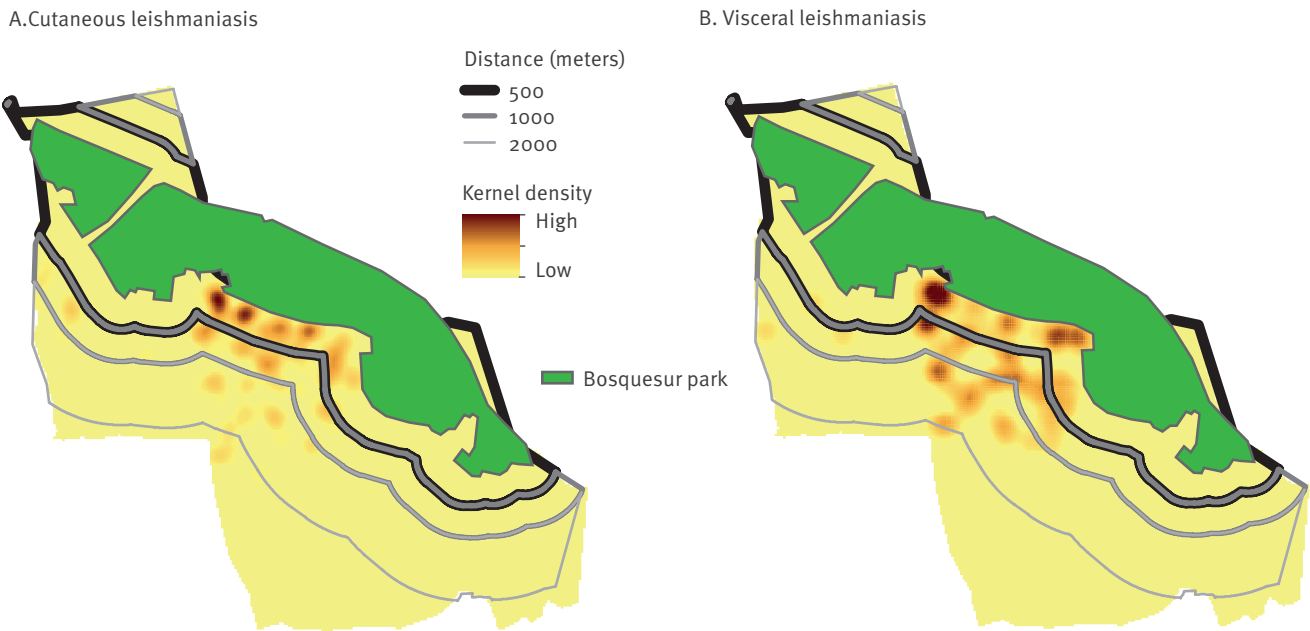 A.Cutaneous leishmaniasis
B. Visceral leishmaniasis
Distance (meters)
500
1000
2000
Kernel density
High
Low
Bosquesur park